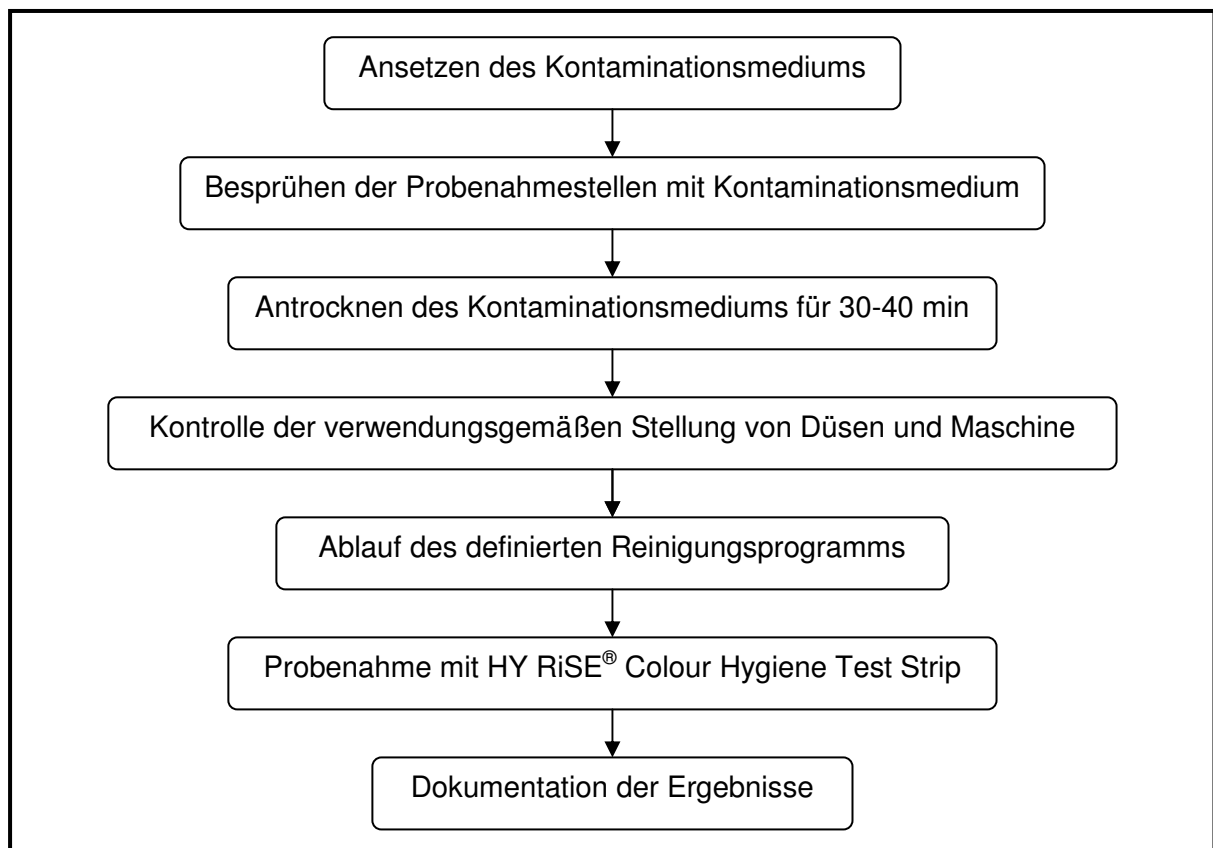 Ansetzen des Kontaminationsmediums
Besprühen der Probenahmestellen mit Kontaminationsmedium
Antrocknen des Kontaminationsmediums für 30-40 min
Kontrolle der verwendungsgemäßen Stellung von Düsen und Maschine
Ablauf des definierten Reinigungsprogramms
Probenahme mit HY RiSE® Colour Hygiene Test Strip
Dokumentation der Ergebnisse